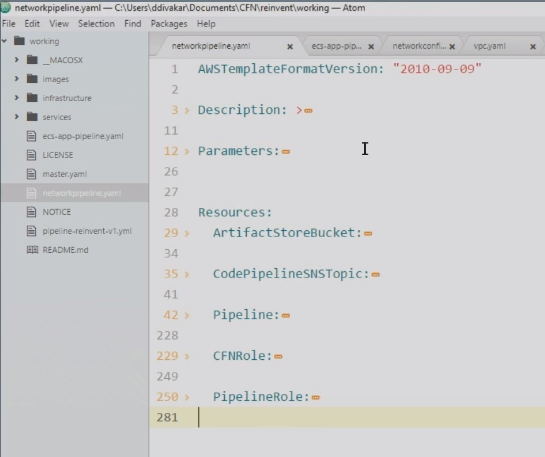 networkpipeline.yaml — C:\Users\ddivakar\Documents\CFN\reinvent\working — Atom
File Edit View Selection Find Packages Help
working
__MACOSX
images
infrastructure
services
ecs-app-pipeline.yaml
LICENSE
master.yaml
networkpipeline.yaml
NOTICE
pipeline-reinvent-v1.yml
README.md
networkpipeline.yaml ecs-app-pip... networkconfi... vpc.yaml
1 AWSTemplateFormatVersion: "2010-09-09"
2
3 Description: >
11
12 Parameters:
26
27
28 Resources:
29 ArtifactStoreBucket:
34
35 CodePipelineSNSTopic:
41
42 Pipeline:
228
229 CFNRole:
249
250 PipelineRole:
281